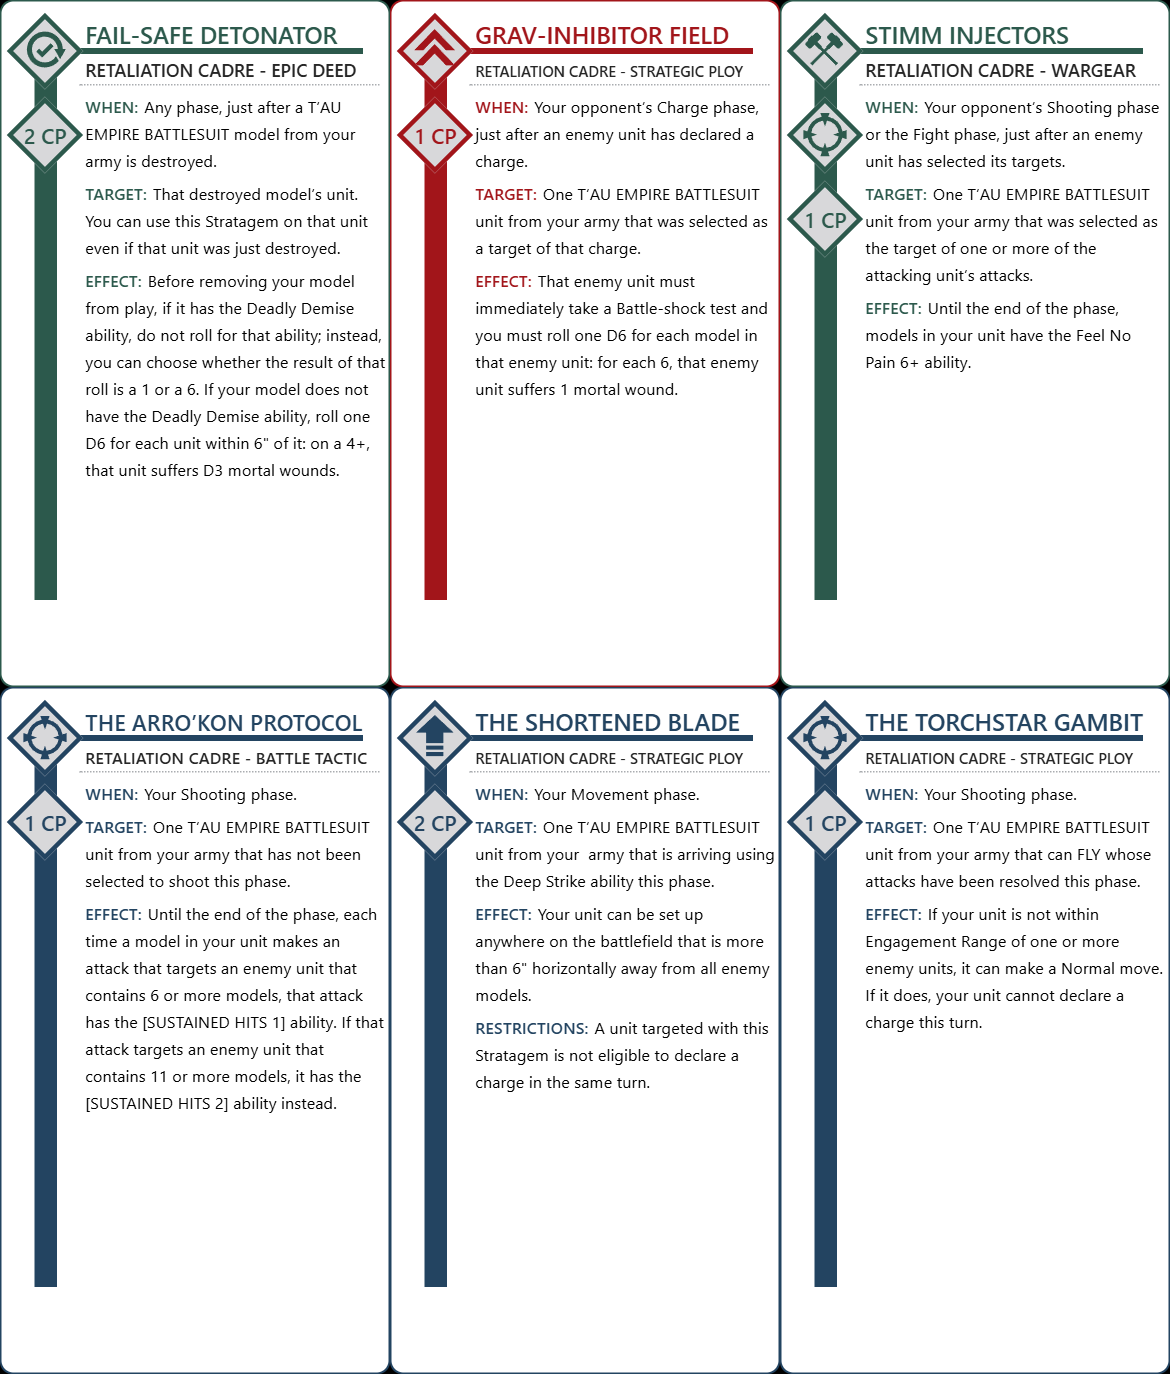 FAIL-SAFE DETONATOR
RETALIATION CADRE - EPIC DEED
2 CP
WHEN: Any phase, just after a T’AU
EMPIRE BATTLESUIT model from your
army is destroyed.
TARGET: That destroyed model’s unit.
You can use this Stratagem on that unit
even if that unit was just destroyed.
EFFECT: Before removing your model
from play, if it has the Deadly Demise
ability, do not roll for that ability; instead,
you can choose whether the result of that
roll is a 1 or a 6. If your model does not
have the Deadly Demise ability, roll one
D6 for each unit within 6" of it: on a 4+,
that unit suffers D3 mortal wounds.
GRAV-INHIBITOR FIELD
RETALIATION CADRE - STRATEGIC PLOY
1 CP
WHEN: Your opponent’s Charge phase,
just after an enemy unit has declared a
charge.
TARGET: One T’AU EMPIRE BATTLESUIT
unit from your army that was selected as
a target of that charge.
EFFECT: That enemy unit must
immediately take a Battle-shock test and
you must roll one D6 for each model in
that enemy unit: for each 6, that enemy
unit suffers 1 mortal wound.
STIMM INJECTORS
RETALIATION CADRE - WARGEAR
1 CP
WHEN: Your opponent’s Shooting phase
or the Fight phase, just after an enemy
unit has selected its targets.
TARGET: One T’AU EMPIRE BATTLESUIT
unit from your army that was selected as
the target of one or more of the
attacking unit’s attacks.
EFFECT: Until the end of the phase,
models in your unit have the Feel No
Pain 6+ ability.
THE ARRO’KON PROTOCOL
RETALIATION CADRE - BATTLE TACTIC
1 CP
WHEN: Your Shooting phase.
TARGET: One T’AU EMPIRE BATTLESUIT
unit from your army that has not been
selected to shoot this phase.
EFFECT: Until the end of the phase, each
time a model in your unit makes an
attack that targets an enemy unit that
contains 6 or more models, that attack
has the [SUSTAINED HITS 1] ability. If that
attack targets an enemy unit that
contains 11 or more models, it has the
[SUSTAINED HITS 2] ability instead.
THE SHORTENED BLADE
RETALIATION CADRE - STRATEGIC PLOY
2 CP
WHEN: Your Movement phase.
TARGET: One T’AU EMPIRE BATTLESUIT
unit from your  army that is arriving using
the Deep Strike ability this phase.
EFFECT: Your unit can be set up
anywhere on the battlefield that is more
than 6" horizontally away from all enemy
models.
RESTRICTIONS: A unit targeted with this
Stratagem is not eligible to declare a
charge in the same turn.
THE TORCHSTAR GAMBIT
RETALIATION CADRE - STRATEGIC PLOY
1 CP
WHEN: Your Shooting phase.
TARGET: One T’AU EMPIRE BATTLESUIT
unit from your army that can FLY whose
attacks have been resolved this phase.
EFFECT: If your unit is not within
Engagement Range of one or more
enemy units, it can make a Normal move.
If it does, your unit cannot declare a
charge this turn.